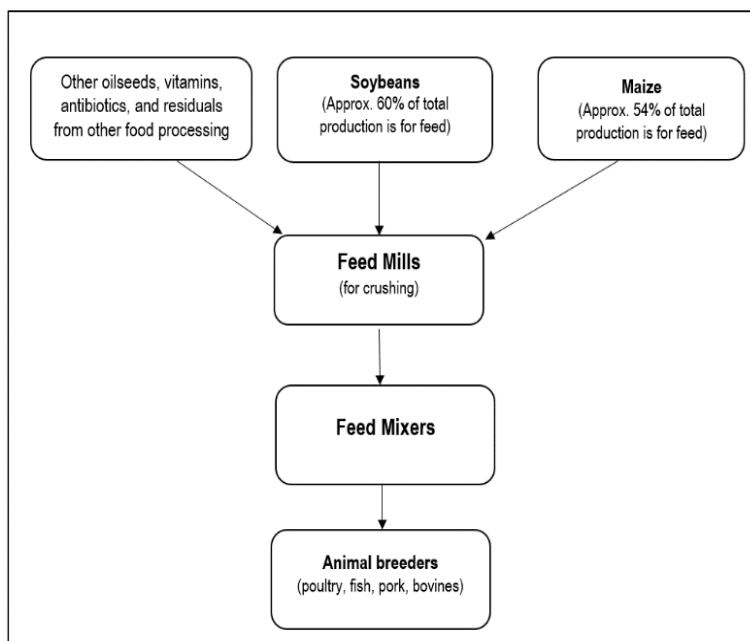 Other oilseeds, vitamins,
antibiotics, and residuals
from other food processing
Soybeans
(Approx. 60% of total
production is for feed)
Maize
(Approx. 54% of total
production is for feed)
Feed Mills
(for crushing)
Feed Mixers
Animal breeders
(poultry, fish, pork, bovines)